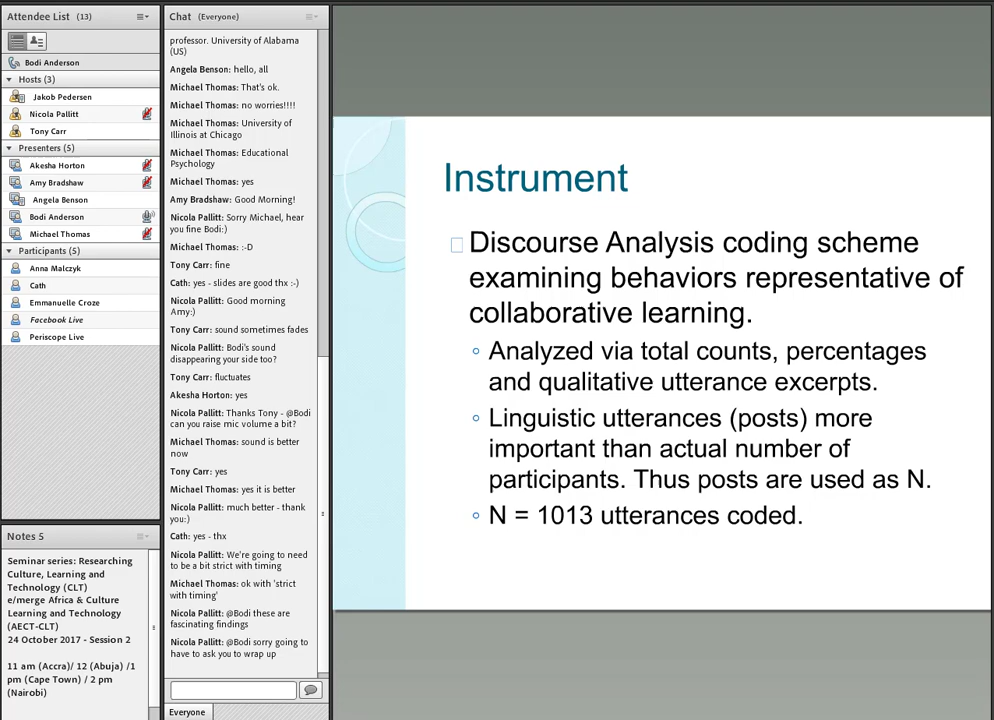 Attendee List (13)
Bodi Anderson
Hosts (3)
Jakob Pedersen
Nicola Pallitt
Tony Carr
Presenters (5)
Akesha Horton
Amy Bradshaw
Angela Benson
Bodi Anderson
Michael Thomas
Participants (5)
Anna Malczyk
Cath
Emmanuelle Croze
Facebook Live
Periscope Live
Notes 5
Seminar series: Researching
Culture, Learning and
Technology (CLT)
e/merge Africa & Culture
Learning and Technology
(AECT-CLT)
24 October 2017 - Session 2
11 am (Accra)/ 12 (Abuja) /1
pm (Cape Town) / 2 pm
(Nairobi)
Chat (Everyone)
professor. University of Alabama
(US)
Angela Benson: hello, all
Michael Thomas: That's ok.
Michael Thomas: no worries!!!!
Michael Thomas: University of
Illinois at Chicago
Michael Thomas: Educational
Psychology
Michael Thomas: yes
Amy Bradshaw: Good Morning!
Nicola Pallitt: Sorry Michael, hear
you fine Bodi:)
Michael Thomas: :-D
Tony Carr: fine
Cath: yes - slides are good thx :-)
Nicola Pallitt: Good morning
Amy:)
Tony Carr: sound sometimes fades
Nicola Pallitt: Bodi's sound
disappearing your side too?
Tony Carr: fluctuates
Akesha Horton: yes
Nicola Pallitt: Thanks Tony - @Bodi
can you raise mic volume a bit?
Michael Thomas: sound is better
now
Tony Carr: yes
Michael Thomas: yes it is better
Nicola Pallitt: much better - thank
you:)
Cath: yes - thx
Nicola Pallitt: We're going to need
to be a bit strict with timing
Michael Thomas: ok with 'strict
with timing'
Nicola Pallitt: @Bodi these are
fascinating findings
Nicola Pallitt: @Bodi sorry going to
have to ask you to wrap up
Everyone
Instrument
Discourse Analysis coding scheme
examining behaviors representative of
collaborative learning.
Analyzed via total counts, percentages
and qualitative utterance excerpts.
Linguistic utterances (posts) more
important than actual number of
participants. Thus posts are used as N.
N = 1013 utterances coded.